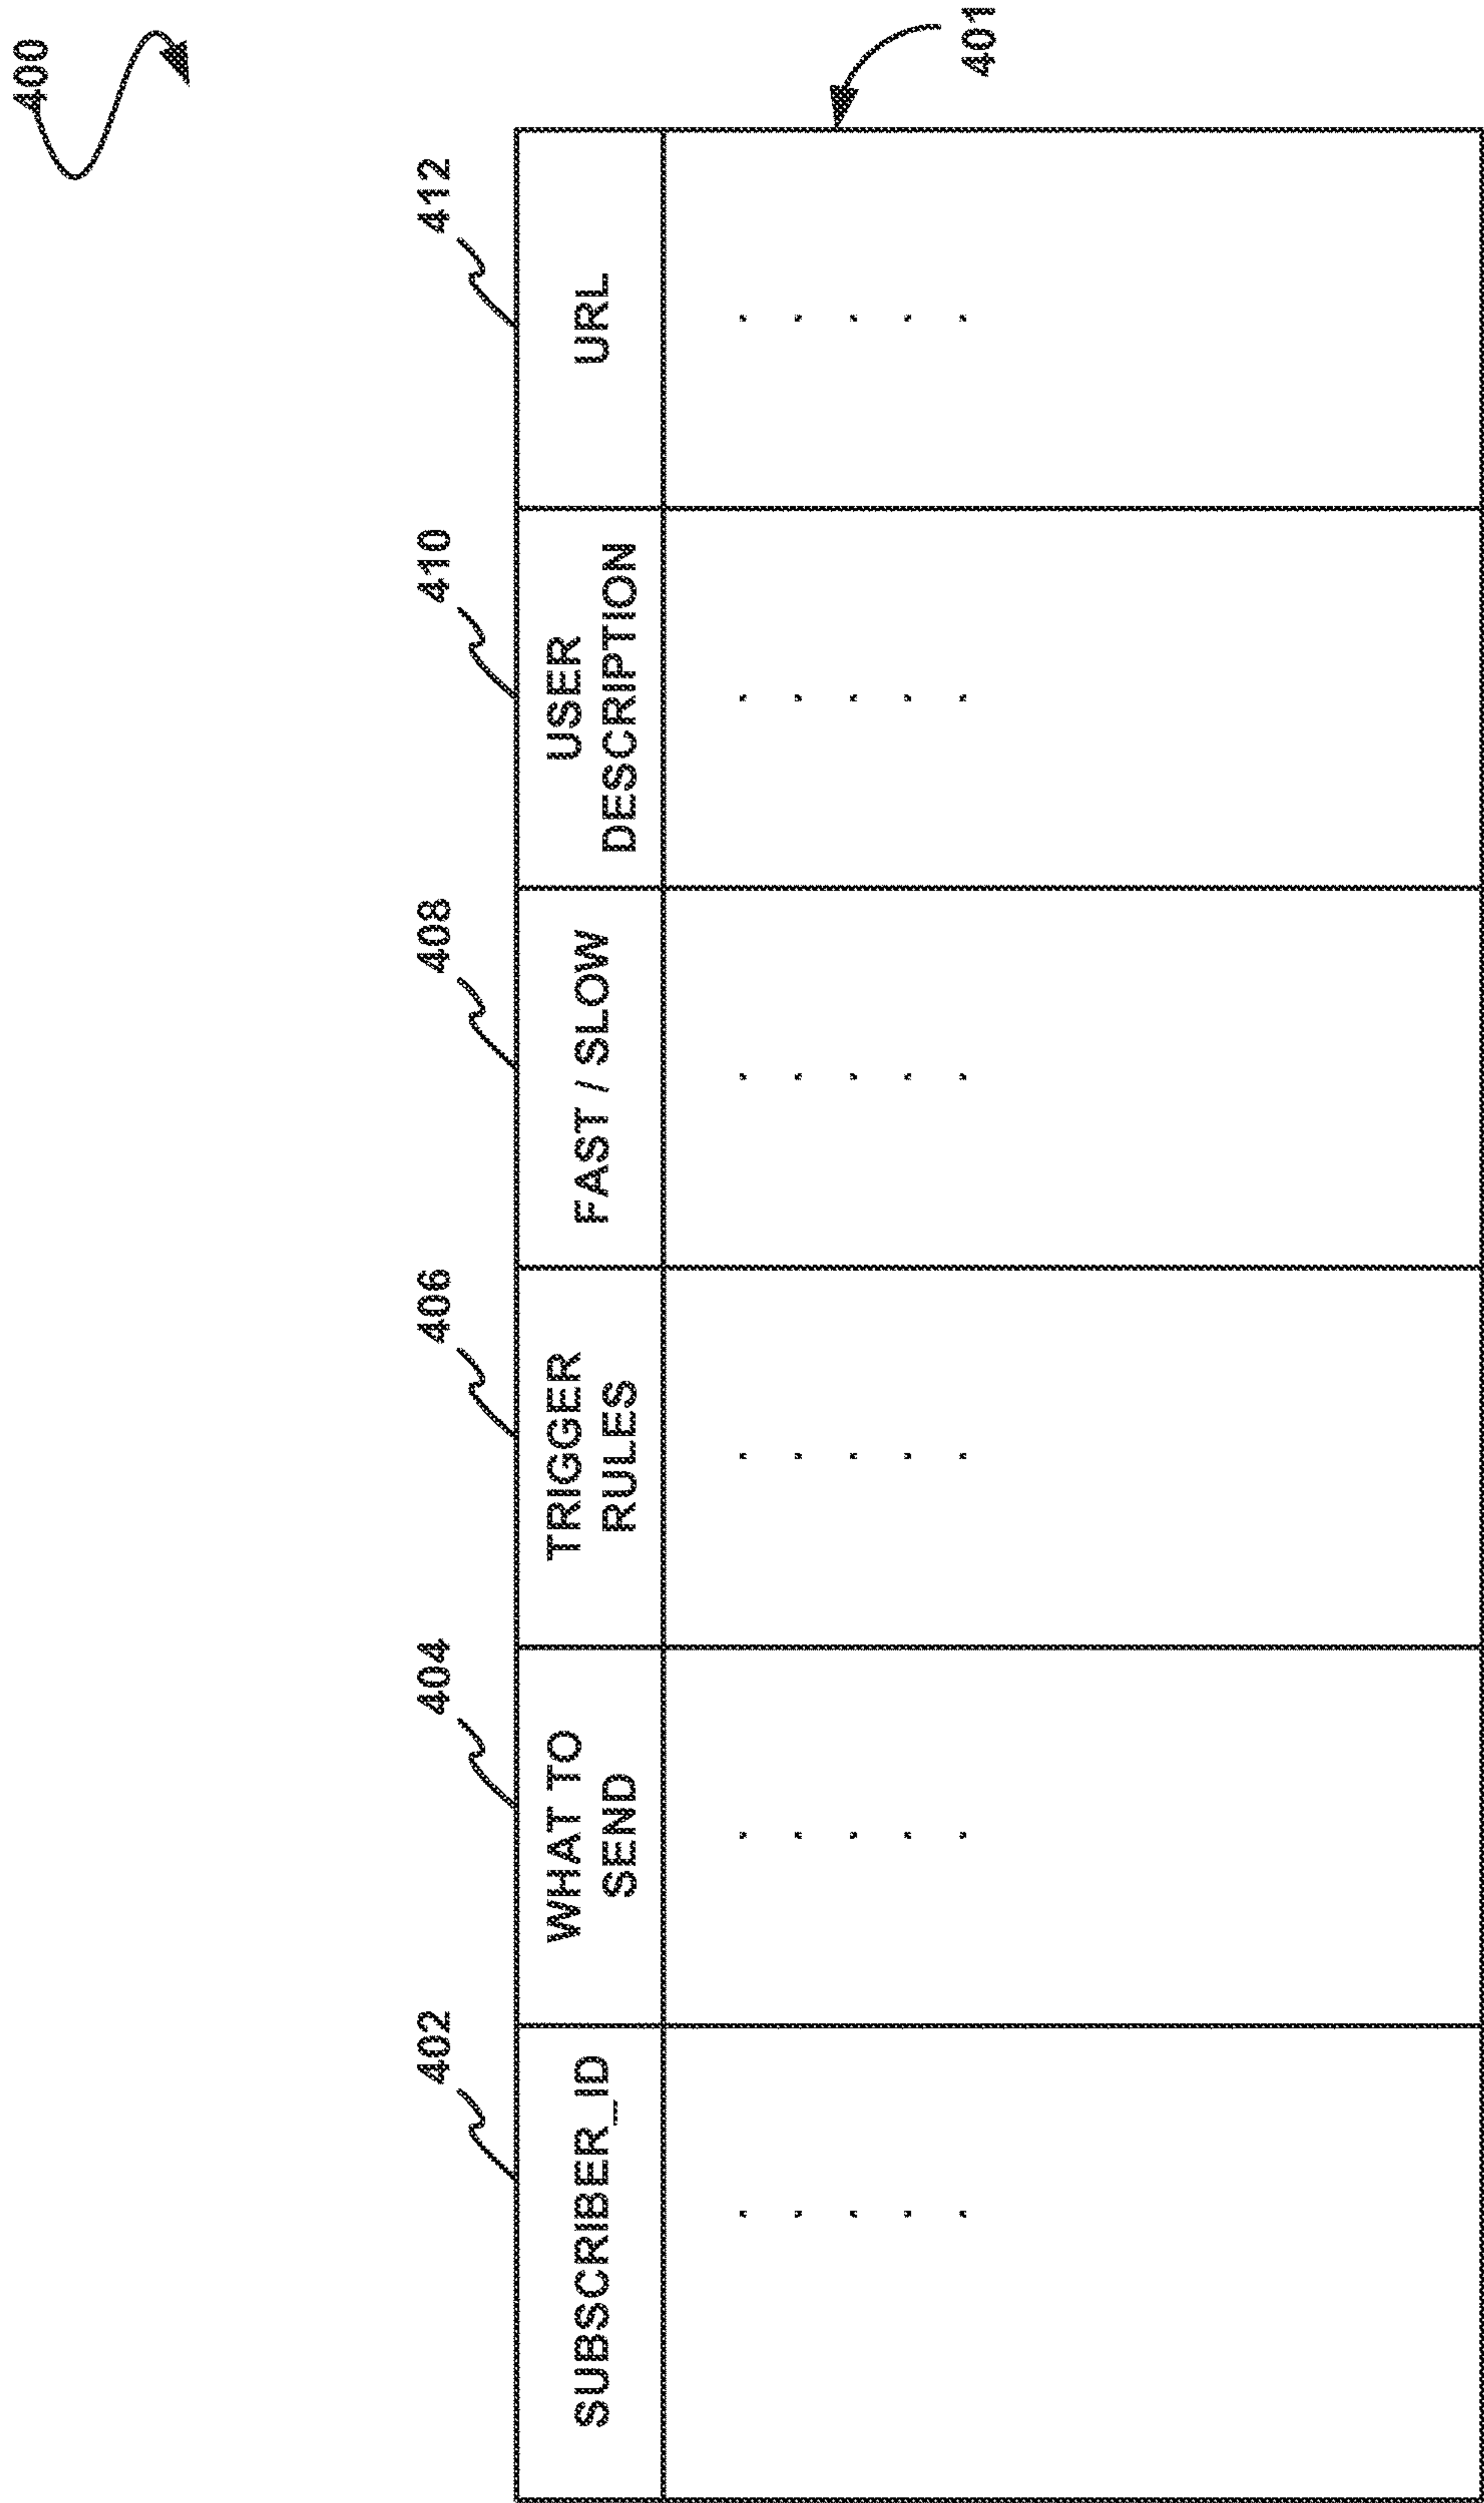 400
402
404
406
408
410
412
SUBSCRIBER_ID
WHAT TO
SEND
TRIGGER
RULES
FAST / SLOW
USER
DESCRIPTION
URL
401